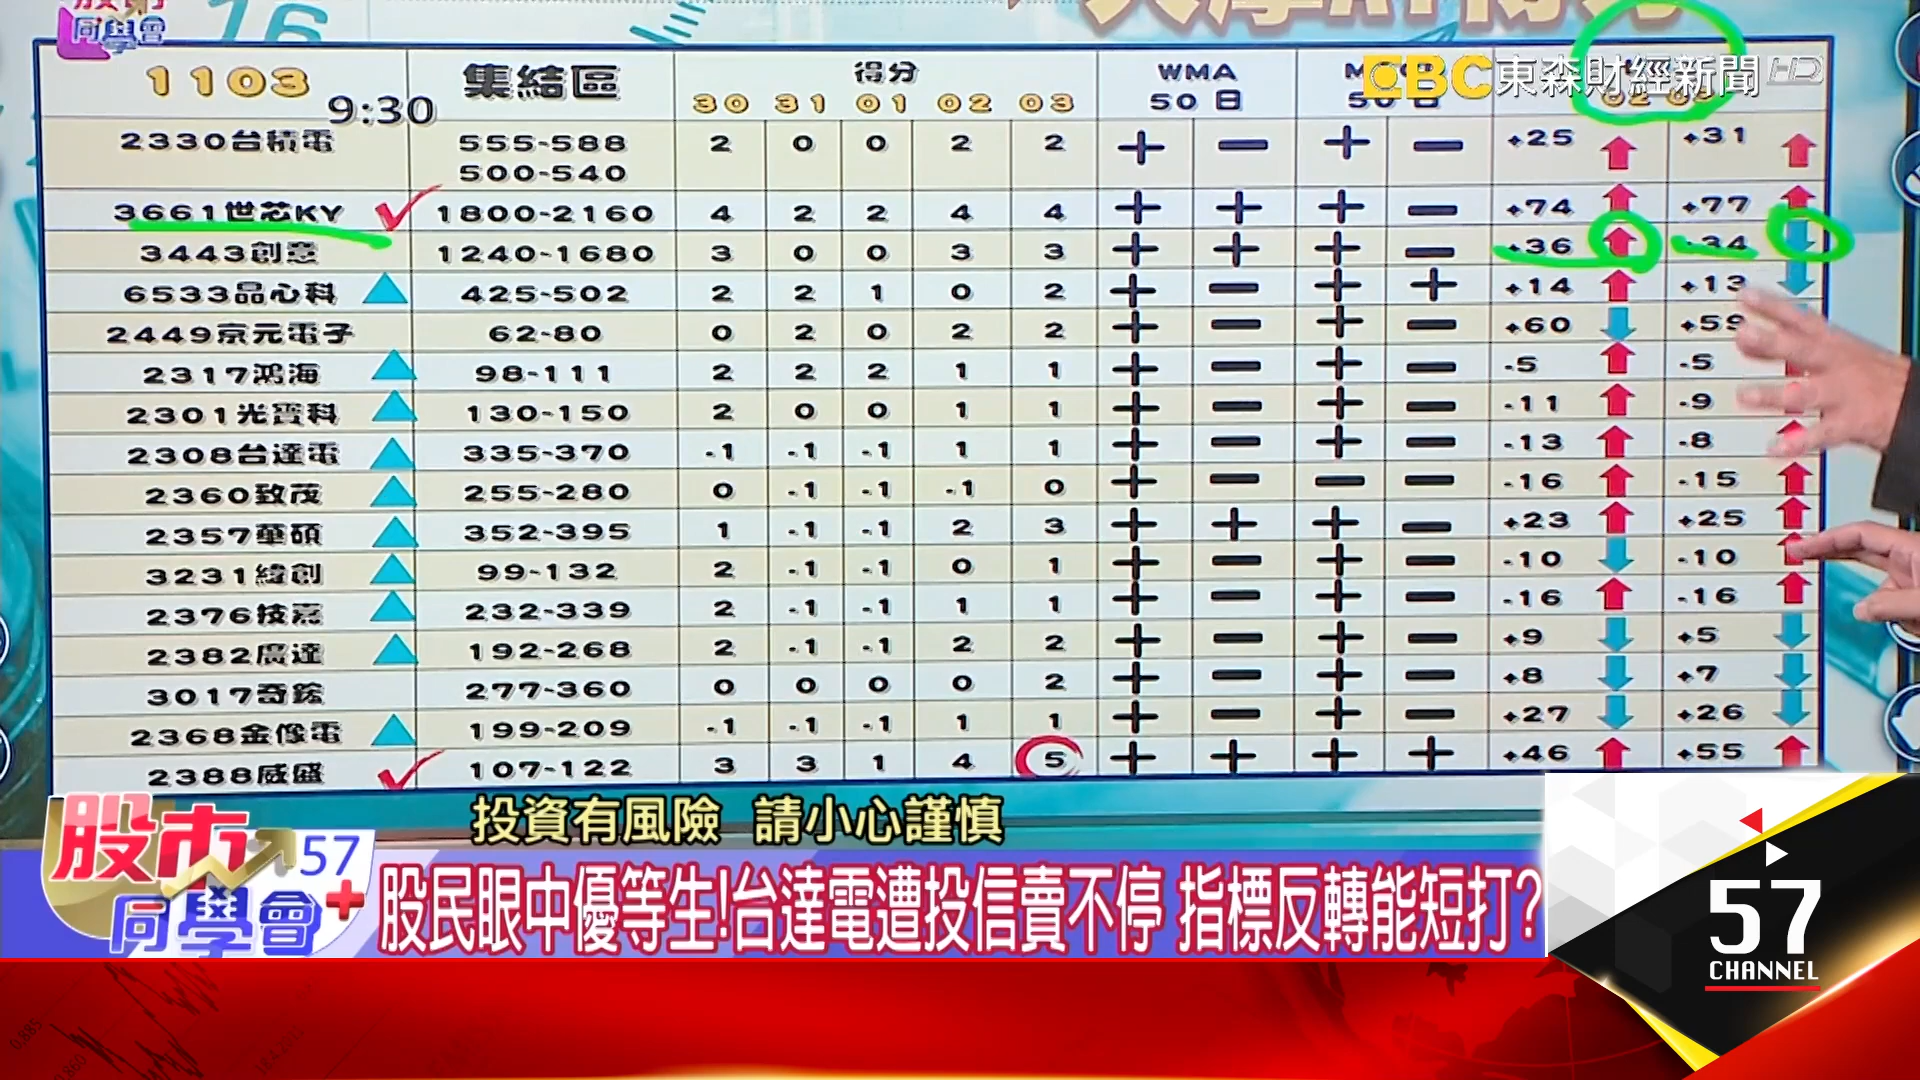 股市
同學會
16
EBC東森財經新聞HD
1103 9:30 集結區 得分 WMA
30 31 01 02 03 50日 50日 02 03
2330台積電 555-588 2 0 0 2 2 + - + - +25 +31
500-540
3661世芯KY 1800-2160 4 2 2 4 4 + + + - +74 +77
3443創意 1240-1680 3 0 0 3 3 + + + - +36 +34
6533晶心科 425-502 2 2 1 0 2 + - + + +14 +13
2449京元電子 62-80 0 2 0 2 2 + - + - +60 +59
2317鴻海 98-111 2 2 2 1 1 + - + - -5 -5
2301光寶科 130-150 2 0 0 1 1 + - + - -11 -9
2308台達電 335-370 -1 -1 -1 1 1 + - + - -13 -8
2360致茂 255-280 0 -1 -1 -1 0 + - - - -16 -15
2357華碩 352-395 1 -1 -1 2 3 + + + - +23 +25
3231緯創 99-132 2 -1 -1 0 1 + - + - -10 -10
2376技嘉 232-339 2 -1 -1 1 1 + - + - -16 -16
2382廣達 192-268 2 -1 -1 2 2 + - + - +9 +5
3017奇鋐 277-360 0 0 0 0 2 + - + - +8 +7
2368金像電 199-209 -1 -1 -1 1 1 + - + - +27 +26
2388威盛 107-122 3 3 1 4 5 + + + + +46 +55
投資有風險 請小心謹慎
股市 57
同學會+
股民眼中優等生!台達電遭投信賣不停 指標反轉能短打?
57
CHANNEL